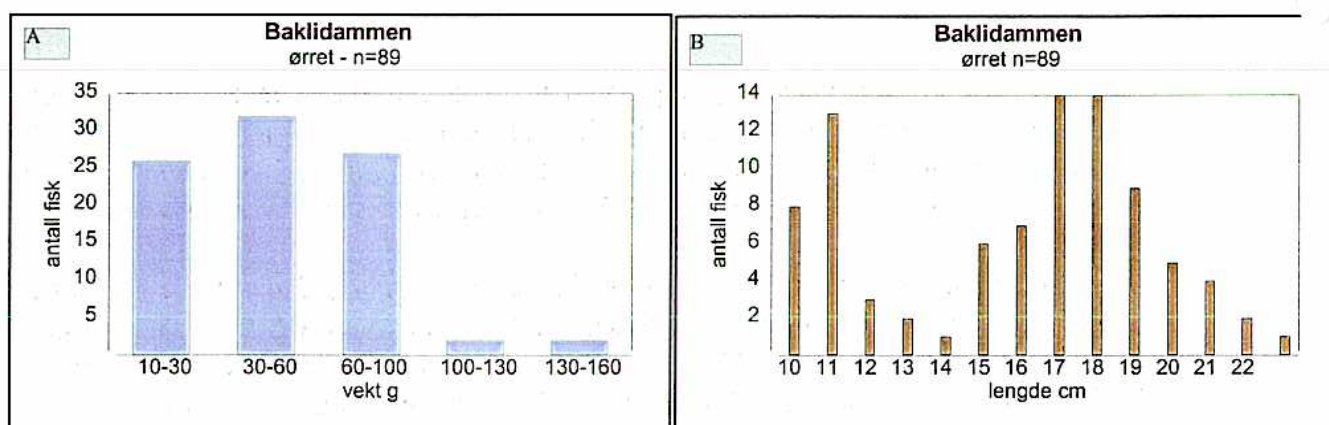 A
Baklidammen
ørret - n=89
35
30
25
20
15
10
5
antall fisk
10-30 30-60 60-100 100-130 130-160
vekt g
B
Baklidammen
ørret n=89
14
12
10
8
6
4
2
antall fisk
10 11 12 13 14 15 16 17 18 19 20 21 22
lengde cm